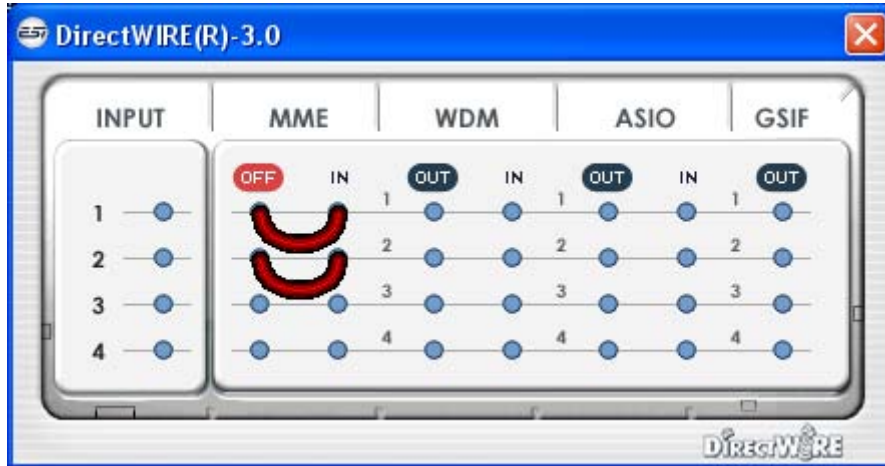 ESI DirectWIRE(R)-3.0
INPUT MME WDM ASIO GSIF
OFF IN OUT IN OUT IN OUT
1 1 1 1
2 2 2 2
3 3 3 3
4 4 4 4
DIRECTWIRE